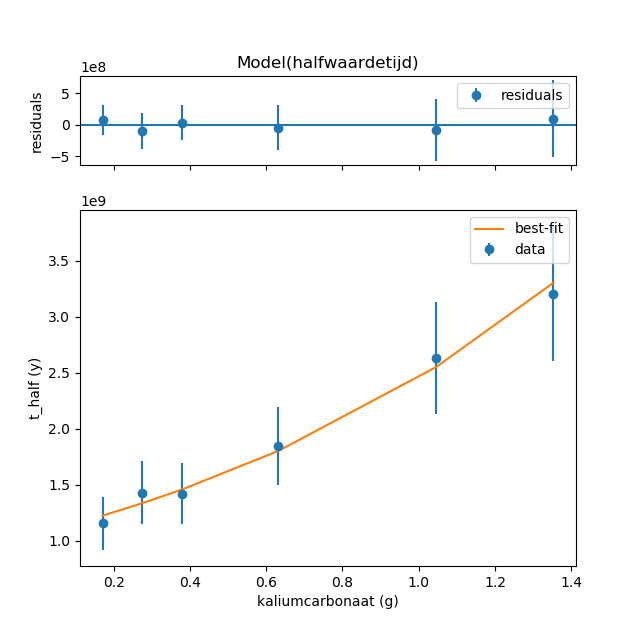 Model(halfwaardetijd)
1e8
5
0
−5
residuals
residuals
1e9
3.5
3.0
2.5
2.0
1.5
1.0
t_half (y)
best-fit
data
0.2 0.4 0.6 0.8 1.0 1.2 1.4
kaliumcarbonaat (g)